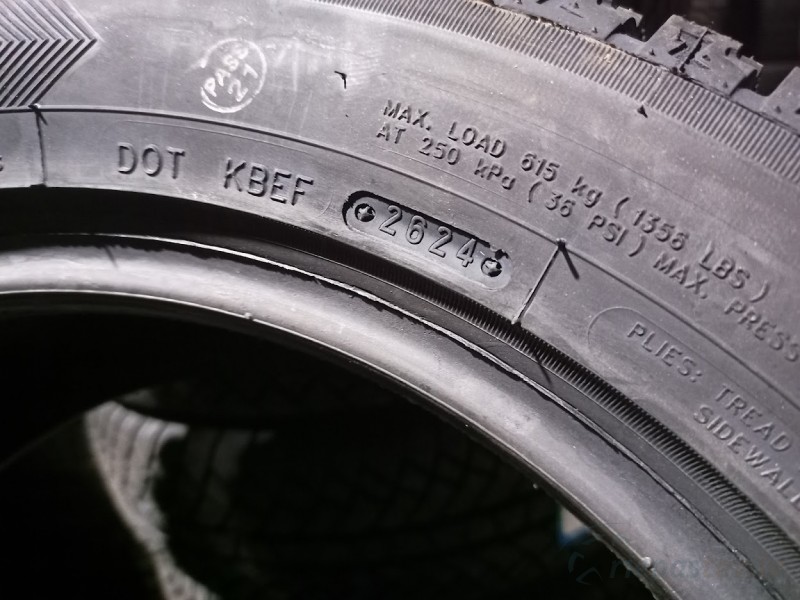 PASS
27
DOT KBEF 2624
MAX. LOAD 615 kg (1356 LBS)
AT 250 kPa (36 PSI) MAX. PRESS
PLIES: TREAD
SIDEWALL